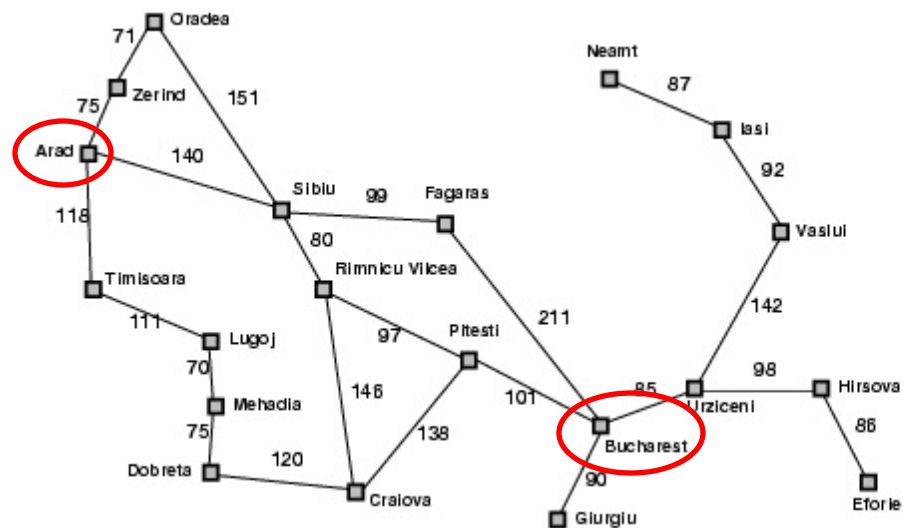 Oradea
71
Neamt
87
Zerind
75
151
Iasi
Arad
140
92
Sibiu
99
Fagaras
118
80
Vaslui
Timisoara
Rimnicu Vilcea
111
211
142
Lugoj
97
Pitesti
70
98
Hirsova
85
Urziceni
146
101
Mehadia
75
138
86
Bucharest
120
Dobreta
90
Craiova
Eforie
Giurgiu